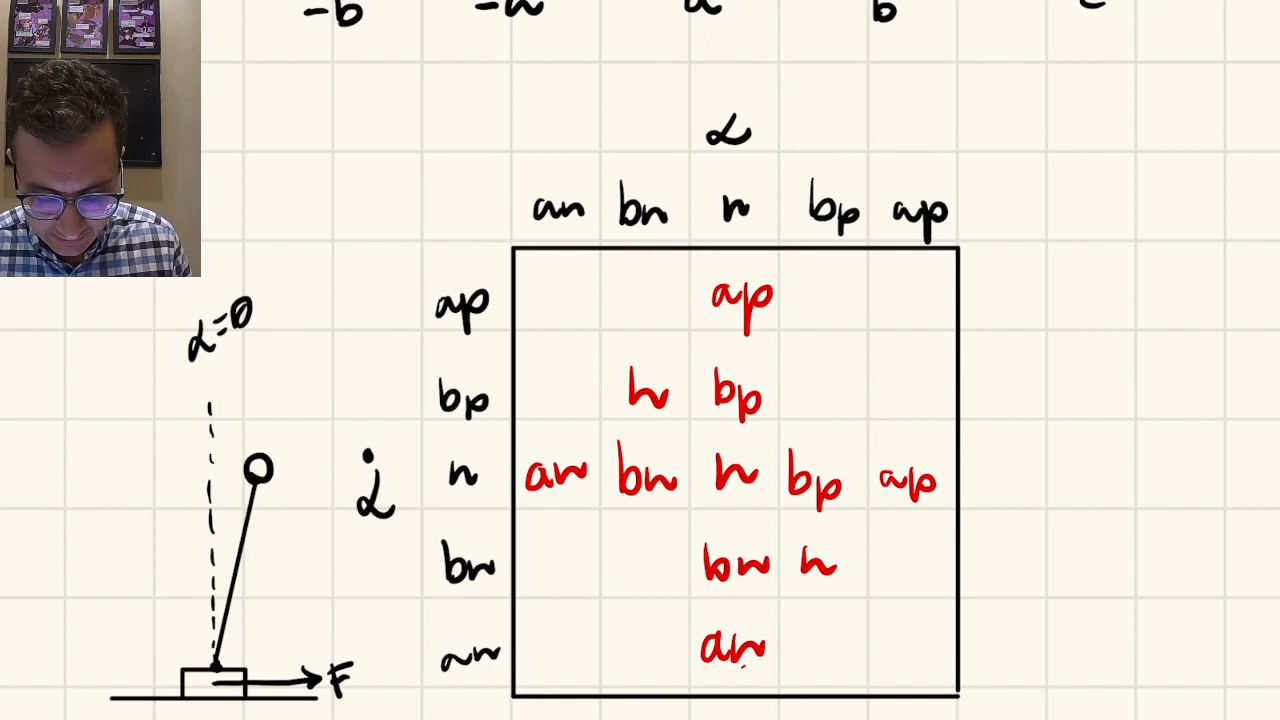 -b -a a b c
α
an bn n bp ap
α=0
ap ap
bp n bp
α̇ n an bn n bp ap
bn bn n
an an
F